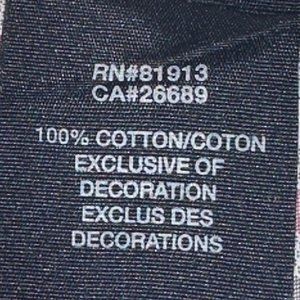 RN#81913
CA#26689
100% COTTON/COTON
EXCLUSIVE OF
DECORATION
EXCLUS DES
DECORATIONS